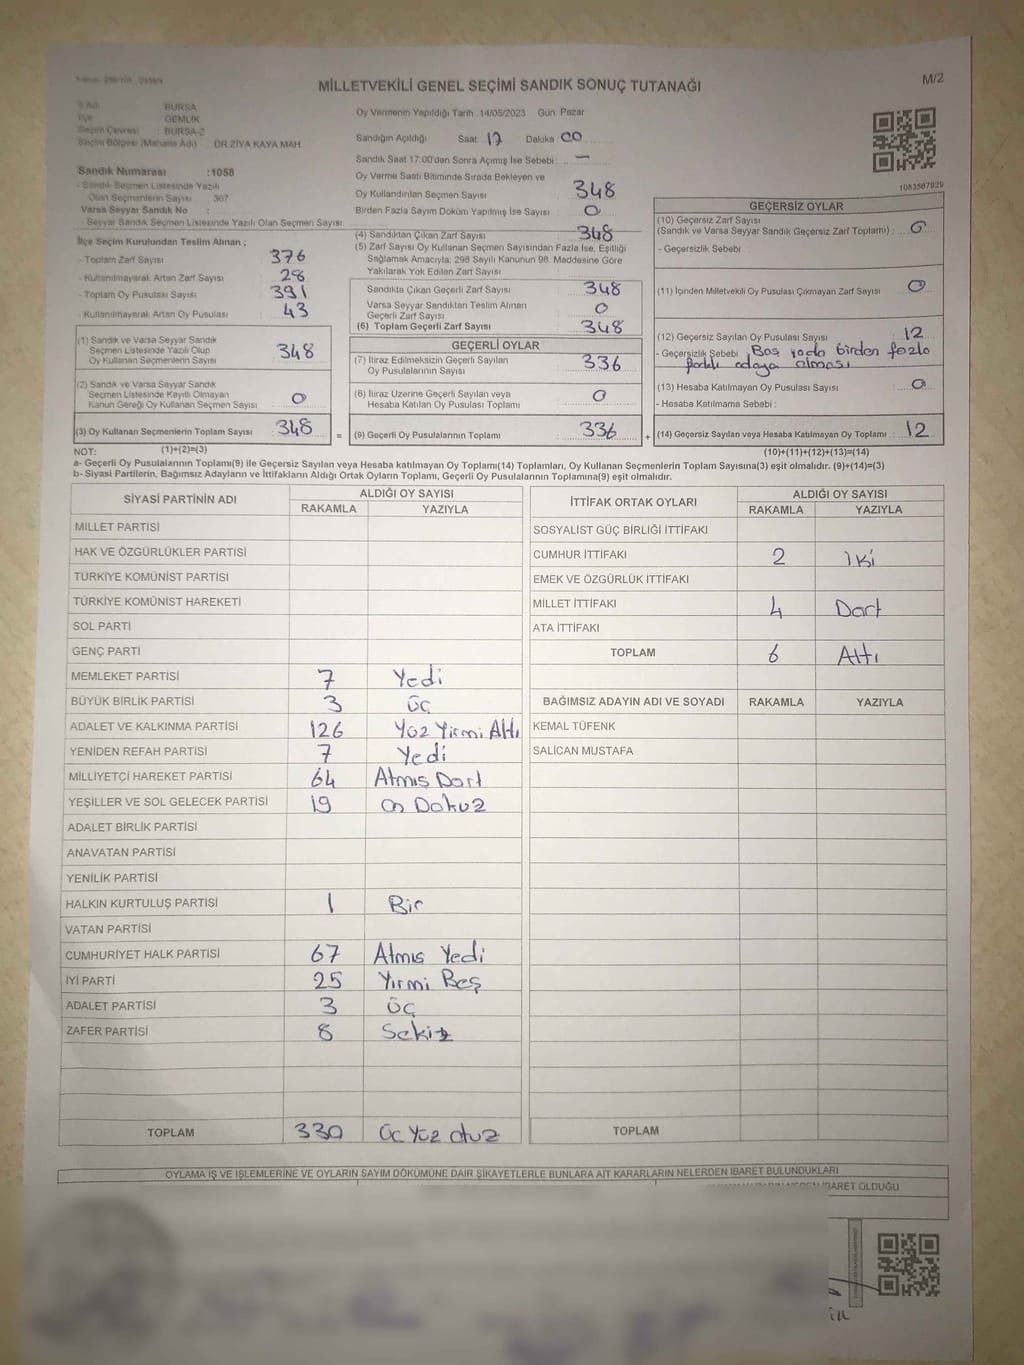 MİLLETVEKİLİ GENEL SEÇİMİ SANDIK SONUÇ TUTANAĞI
M/2
İli Adı : BURSA
İlçe : GEMLİK
Seçim Çevresi : BURSA-2
Seçim Bölgesi (Mahalle Adı) DR.ZİYA KAYA MAH.
Oy Vermenin Yapıldığı Tarih :14/05/2023 Gün: Pazar
Sandığın Açıldığı Saat: 17 Dakika: 00
Sandık Saat 17:00'den Sonra Açımış İse Sebebi: —
Oy Verme Saati Bitiminde Sırada Bekleyen ve
Oy Kullandırılan Seçmen Sayısı : 348
Birden Fazla Sayım Döküm Yapılmış İse Sayısı : 0
Sandık Numarası :1058
- Sandık Seçmen Listesinde Yazılı
Olan Seçmenlerin Sayısı : 367
Varsa Seyyar Sandık No :
Seyyar Sandık Seçmen Listesinde Yazılı Olan Seçmen Sayısı:
İlçe Seçim Kurulundan Teslim Alınan ;
- Toplam Zarf Sayısı : 376
- Kullanılmayarak Artan Zarf Sayısı : 28
- Toplam Oy Pusulası Sayısı : 391
- Kullanılmayarak Artan Oy Pusulası : 43
(1) Sandık ve Varsa Seyyar Sandık
Seçmen Listesinde Yazılı Olup
Oy Kullanan Seçmenlerin Sayısı : 348
(2) Sandık ve Varsa Seyyar Sandık
Seçmen Listesinde Kayıtlı Olmayan
Kanun Gereği Oy Kullanan Seçmen Sayısı : 0
(3) Oy Kullanan Seçmenlerin Toplam Sayısı : 348
(4) Sandıktan Çıkan Zarf Sayısı : 348
(5) Zarf Sayısı Oy Kullanan Seçmen Sayısından Fazla İse, Eşitliği
Sağlamak Amacıyla; 298 Sayılı Kanunun 98. Maddesine Göre
Yakılarak Yok Edilen Zarf Sayısı :
Sandıkta Çıkan Geçerli Zarf Sayısı : 348
Varsa Seyyar Sandıktan Teslim Alınan
Geçerli Zarf Sayısı : 0
(6) Toplam Geçerli Zarf Sayısı : 348
GEÇERLİ OYLAR
(7) İtiraz Edilmeksizin Geçerli Sayılan
Oy Pusulalarının Sayısı : 336
(8) İtiraz Üzerine Geçerli Sayılan veya
Hesaba Katılan Oy Pusulası Toplamı : 0
= (9) Geçerli Oy Pusulalarının Toplamı : 336
1083567029
GEÇERSİZ OYLAR
(10) Geçersiz Zarf Sayısı
(Sandık ve Varsa Seyyar Sandık Geçersiz Zarf Toplamı) :
- Geçersizlik Sebebi :
(11) İçinden Milletvekili Oy Pusulası Çıkmayan Zarf Sayısı : 0
(12) Geçersiz Sayılan Oy Pusulası Sayısı : 12
- Geçersizlik Sebebi : Boş yada birden fazla
farklı adaya olması
(13) Hesaba Katılmayan Oy Pusulası Sayısı : 0
- Hesaba Katılmama Sebebi :
+ (14) Geçersiz Sayılan veya Hesaba Katılmayan Oy Toplamı : 12
NOT: (1)+(2)=(3)
(10)+(11)+(12)+(13)=(14)
a- Geçerli Oy Pusulalarının Toplamı(9) ile Geçersiz Sayılan veya Hesaba katılmayan Oy Toplamı(14) Toplamları, Oy Kullanan Seçmenlerin Toplam Sayısına(3) eşit olmalıdır. (9)+(14)=(3)
b- Siyasi Partilerin, Bağımsız Adayların ve İttifakların Aldığı Ortak Oyların Toplamı, Geçerli Oy Pusulalarının Toplamına(9) eşit olmalıdır.
SİYASİ PARTİNİN ADI ALDIĞI OY SAYISI
RAKAMLA YAZIYLA
MİLLET PARTİSİ
HAK VE ÖZGÜRLÜKLER PARTİSİ
TÜRKİYE KOMÜNİST PARTİSİ
TÜRKİYE KOMÜNİST HAREKETİ
SOL PARTİ
GENÇ PARTİ
MEMLEKET PARTİSİ 7 Yedi
BÜYÜK BİRLİK PARTİSİ 3 Üç
ADALET VE KALKINMA PARTİSİ 126 Yüz Yirmi Altı
YENİDEN REFAH PARTİSİ 7 Yedi
MİLLİYETÇİ HAREKET PARTİSİ 64 Atmıs Dort
YEŞİLLER VE SOL GELECEK PARTİSİ 19 On Dokuz
ADALET BİRLİK PARTİSİ
ANAVATAN PARTİSİ
YENİLİK PARTİSİ
HALKIN KURTULUŞ PARTİSİ 1 Bir
VATAN PARTİSİ
CUMHURİYET HALK PARTİSİ 67 Atmıs Yedi
İYİ PARTİ 25 Yırmi Beş
ADALET PARTİSİ 3 Üç
ZAFER PARTİSİ 8 Sekiz
TOPLAM 330 Üc Yüz otuz
İTTİFAK ORTAK OYLARI ALDIĞI OY SAYISI
RAKAMLA YAZIYLA
SOSYALİST GÜÇ BİRLİĞİ İTTİFAKI
CUMHUR İTTİFAKI 2 İki
EMEK VE ÖZGÜRLÜK İTTİFAKI
MİLLET İTTİFAKI 4 Dört
ATA İTTİFAKI
TOPLAM 6 Altı
BAĞIMSIZ ADAYIN ADI VE SOYADI RAKAMLA YAZIYLA
KEMAL TÜFENK
SALİCAN MUSTAFA
TOPLAM
OYLAMA İŞ VE İŞLEMLERİNE VE OYLARIN SAYIM DÖKÜMÜNE DAİR ŞİKAYETLERLE BUNLARA AİT KARARLARIN NELERDEN İBARET BULUNDUKLARI
İBARET OLDUĞU